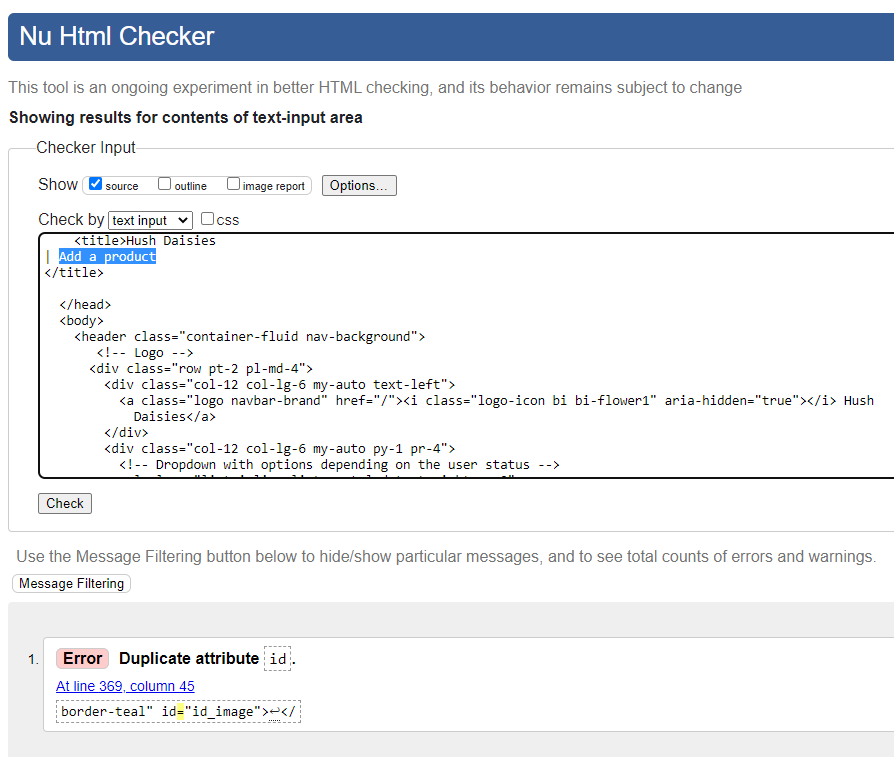 Nu Html Checker
This tool is an ongoing experiment in better HTML checking, and its behavior remains subject to change
Showing results for contents of text-input area
Checker Input
Show source outline image report Options...
Check by text input css
<title>Hush Daisies
| Add a product
</title>
</head>
<body>
<header class="container-fluid nav-background">
<!-- Logo -->
<div class="row pt-2 pl-md-4">
<div class="col-12 col-lg-6 my-auto text-left">
<a class="logo navbar-brand" href="/"><i class="logo-icon bi bi-flower1" aria-hidden="true"></i> Hush
Daisies</a>
</div>
<div class="col-12 col-lg-6 my-auto py-1 pr-4">
<!-- Dropdown with options depending on the user status -->
Check
Use the Message Filtering button below to hide/show particular messages, and to see total counts of errors and warnings.
Message Filtering
1. Error Duplicate attribute id.
At line 369, column 45
border-teal" id="id_image">↩</